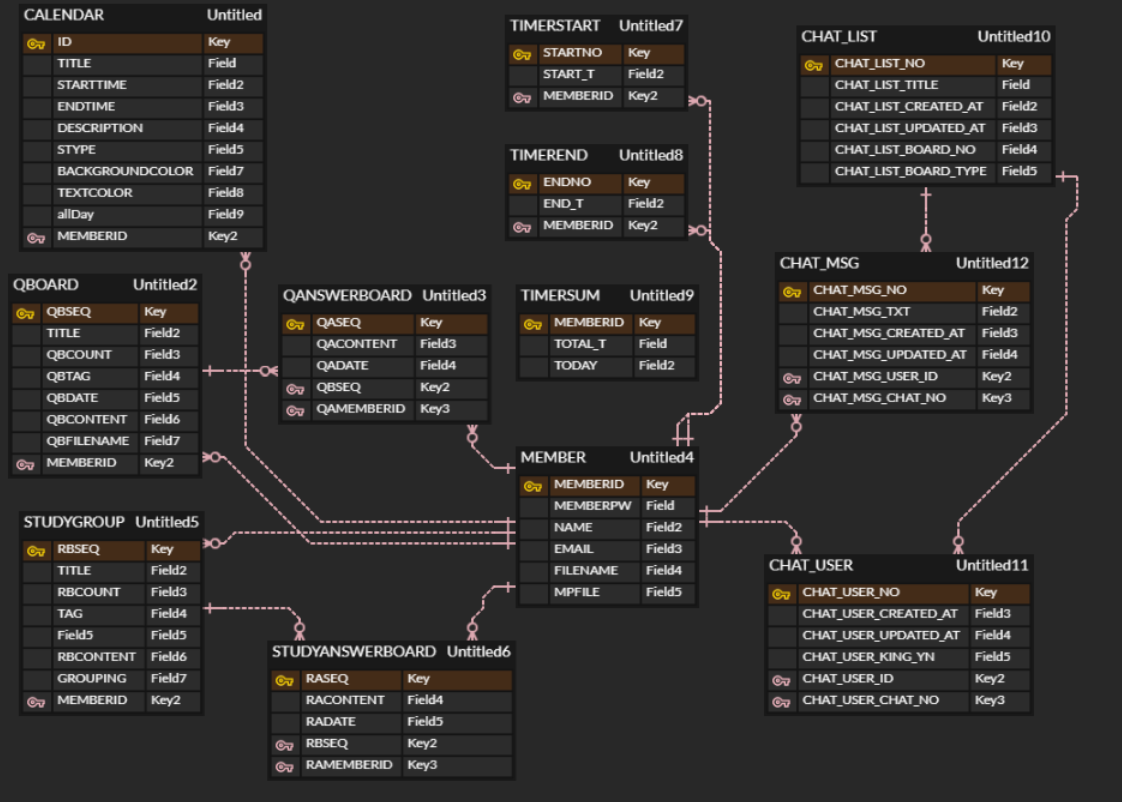 CALENDAR Untitled
ID Key
TITLE Field
STARTTIME Field2
ENDTIME Field3
DESCRIPTION Field4
STYPE Field5
BACKGROUNDCOLOR Field7
TEXTCOLOR Field8
allDay Field9
MEMBERID Key2
TIMERSTART Untitled7
STARTNO Key
START_T Field2
MEMBERID Key2
TIMEREND Untitled8
ENDNO Key
END_T Field2
MEMBERID Key2
CHAT_LIST Untitled10
CHAT_LIST_NO Key
CHAT_LIST_TITLE Field
CHAT_LIST_CREATED_AT Field2
CHAT_LIST_UPDATED_AT Field3
CHAT_LIST_BOARD_NO Field4
CHAT_LIST_BOARD_TYPE Field5
QBOARD Untitled2
QBSEQ Key
TITLE Field2
QBCOUNT Field3
QBTAG Field4
QBDATE Field5
QBCONTENT Field6
QBFILENAME Field7
MEMBERID Key2
QANSWERBOARD Untitled3
QASEQ Key
QACONTENT Field3
QADATE Field4
QBSEQ Key2
QAMEMBERID Key3
TIMERSUM Untitled9
MEMBERID Key
TOTAL_T Field
TODAY Field2
CHAT_MSG Untitled12
CHAT_MSG_NO Key
CHAT_MSG_TXT Field2
CHAT_MSG_CREATED_AT Field3
CHAT_MSG_UPDATED_AT Field4
CHAT_MSG_USER_ID Key2
CHAT_MSG_CHAT_NO Key3
MEMBER Untitled4
MEMBERID Key
MEMBERPW Field
NAME Field2
EMAIL Field3
FILENAME Field4
MPFILE Field5
STUDYGROUP Untitled5
RBSEQ Key
TITLE Field2
RBCOUNT Field3
TAG Field4
Field5 Field5
RBCONTENT Field6
GROUPING Field7
MEMBERID Key2
STUDYANSWERBOARD Untitled6
RASEQ Key
RACONTENT Field4
RADATE Field5
RBSEQ Key2
RAMEMBERID Key3
CHAT_USER Untitled11
CHAT_USER_NO Key
CHAT_USER_CREATED_AT Field3
CHAT_USER_UPDATED_AT Field4
CHAT_USER_KING_YN Field5
CHAT_USER_ID Key2
CHAT_USER_CHAT_NO Key3